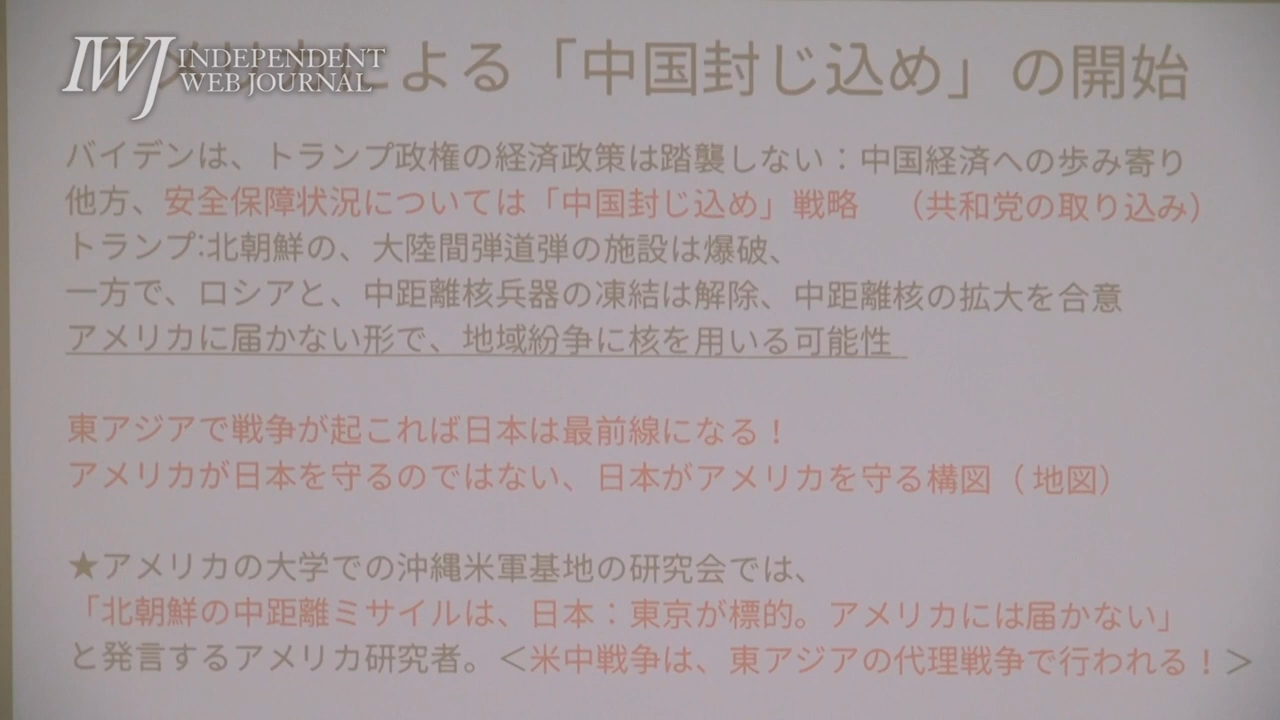 IWJ INDEPENDENT
WEB JOURNAL
による「中国封じ込め」の開始
バイデンは、トランプ政権の経済政策は踏襲しない：中国経済への歩み寄り
他方、安全保障状況については「中国封じ込め」戦略 （共和党の取り込み）
トランプ:北朝鮮の、大陸間弾道弾の施設は爆破、
一方で、ロシアと、中距離核兵器の凍結は解除、中距離核の拡大を合意
アメリカに届かない形で、地域紛争に核を用いる可能性
東アジアで戦争が起これば日本は最前線になる！
アメリカが日本を守るのではない、日本がアメリカを守る構図（地図）
★アメリカの大学での沖縄米軍基地の研究会では、
「北朝鮮の中距離ミサイルは、日本：東京が標的。アメリカには届かない」
と発言するアメリカ研究者。＜米中戦争は、東アジアの代理戦争で行われる！＞